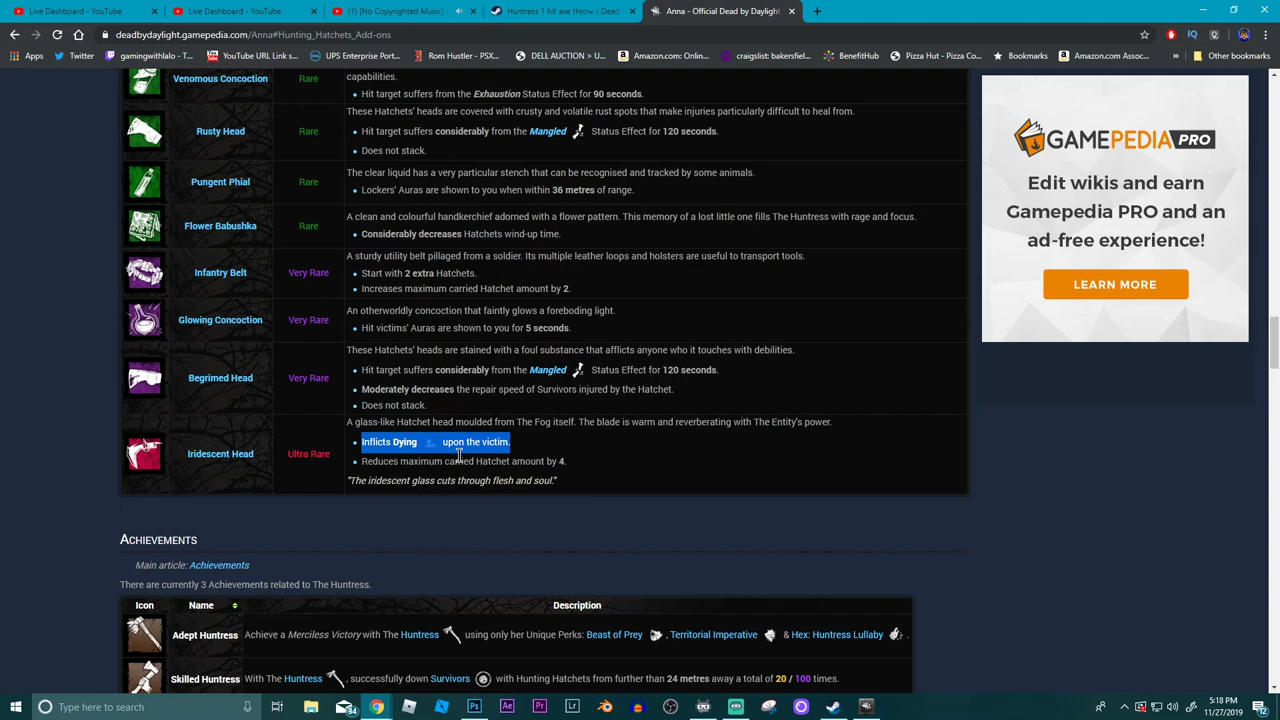 Live Dashboard - YouTube
Live Dashboard - YouTube
(1) [No Copyrighted Music]
Huntress 1 hit axe throw :: Dead
Anna - Official Dead by Daylight
deadbydaylight.gamepedia.com/Anna#Hunting_Hatchets_Add-ons
Apps
Twitter
gamingwithalo - T...
YouTube URL Link s...
UPS Enterprise Port...
Rom Hustler - PSX...
DELL AUCTION > U...
Amazon.com: Onlin...
craigslist: bakersfiel...
BenefitHub
Pizza Hut - Pizza Co...
Bookmarks
Amazon.com Assoc...
Other bookmarks
Venomous Concoction
Rare
capabilities.
Hit target suffers from the Exhaustion Status Effect for 90 seconds.
These Hatchets' heads are covered with crusty and volatile rust spots that make injuries particularly difficult to heal from.
Rusty Head
Rare
Hit target suffers considerably from the Mangled Status Effect for 120 seconds.
Does not stack.
The clear liquid has a very particular stench that can be recognised and tracked by some animals.
Pungent Phial
Rare
Lockers' Auras are shown to you when within 36 metres of range.
A clean and colourful handkerchief adorned with a flower pattern. This memory of a lost little one fills The Huntress with rage and focus.
Flower Babushka
Rare
Considerably decreases Hatchets wind-up time.
A sturdy utility belt pillaged from a soldier. Its multiple leather loops and holsters are useful to transport tools.
Infantry Belt
Very Rare
Start with 2 extra Hatchets.
Increases maximum carried Hatchet amount by 2.
An otherworldly concoction that faintly glows a foreboding light.
Glowing Concoction
Very Rare
Hit victims' Auras are shown to you for 5 seconds.
These Hatchets' heads are stained with a foul substance that afflicts anyone who it touches with debilities.
Hit target suffers considerably from the Mangled Status Effect for 120 seconds.
Begrimed Head
Very Rare
Moderately decreases the repair speed of Survivors injured by the Hatchet.
Does not stack.
A glass-like Hatchet head moulded from The Fog itself. The blade is warm and reverberating with The Entity's power.
Inflicts Dying upon the victim.
Iridescent Head
Ultra Rare
Reduces maximum carried Hatchet amount by 4.
"The iridescent glass cuts through flesh and soul."
GAMEPEDIA PRO
Edit wikis and earn
Gamepedia PRO and an
ad-free experience!
LEARN MORE
ACHIEVEMENTS
Main article: Achievements
There are currently 3 Achievements related to The Huntress.
Icon
Name
Description
Adept Huntress
Achieve a Merciless Victory with The Huntress using only her Unique Perks: Beast of Prey , Territorial Imperative & Hex: Huntress Lullaby .
Skilled Huntress
With The Huntress , successfully down Survivors with Hunting Hatchets from further than 24 metres away a total of 20 / 100 times.
Type here to search
34
5:18 PM
11/27/2019